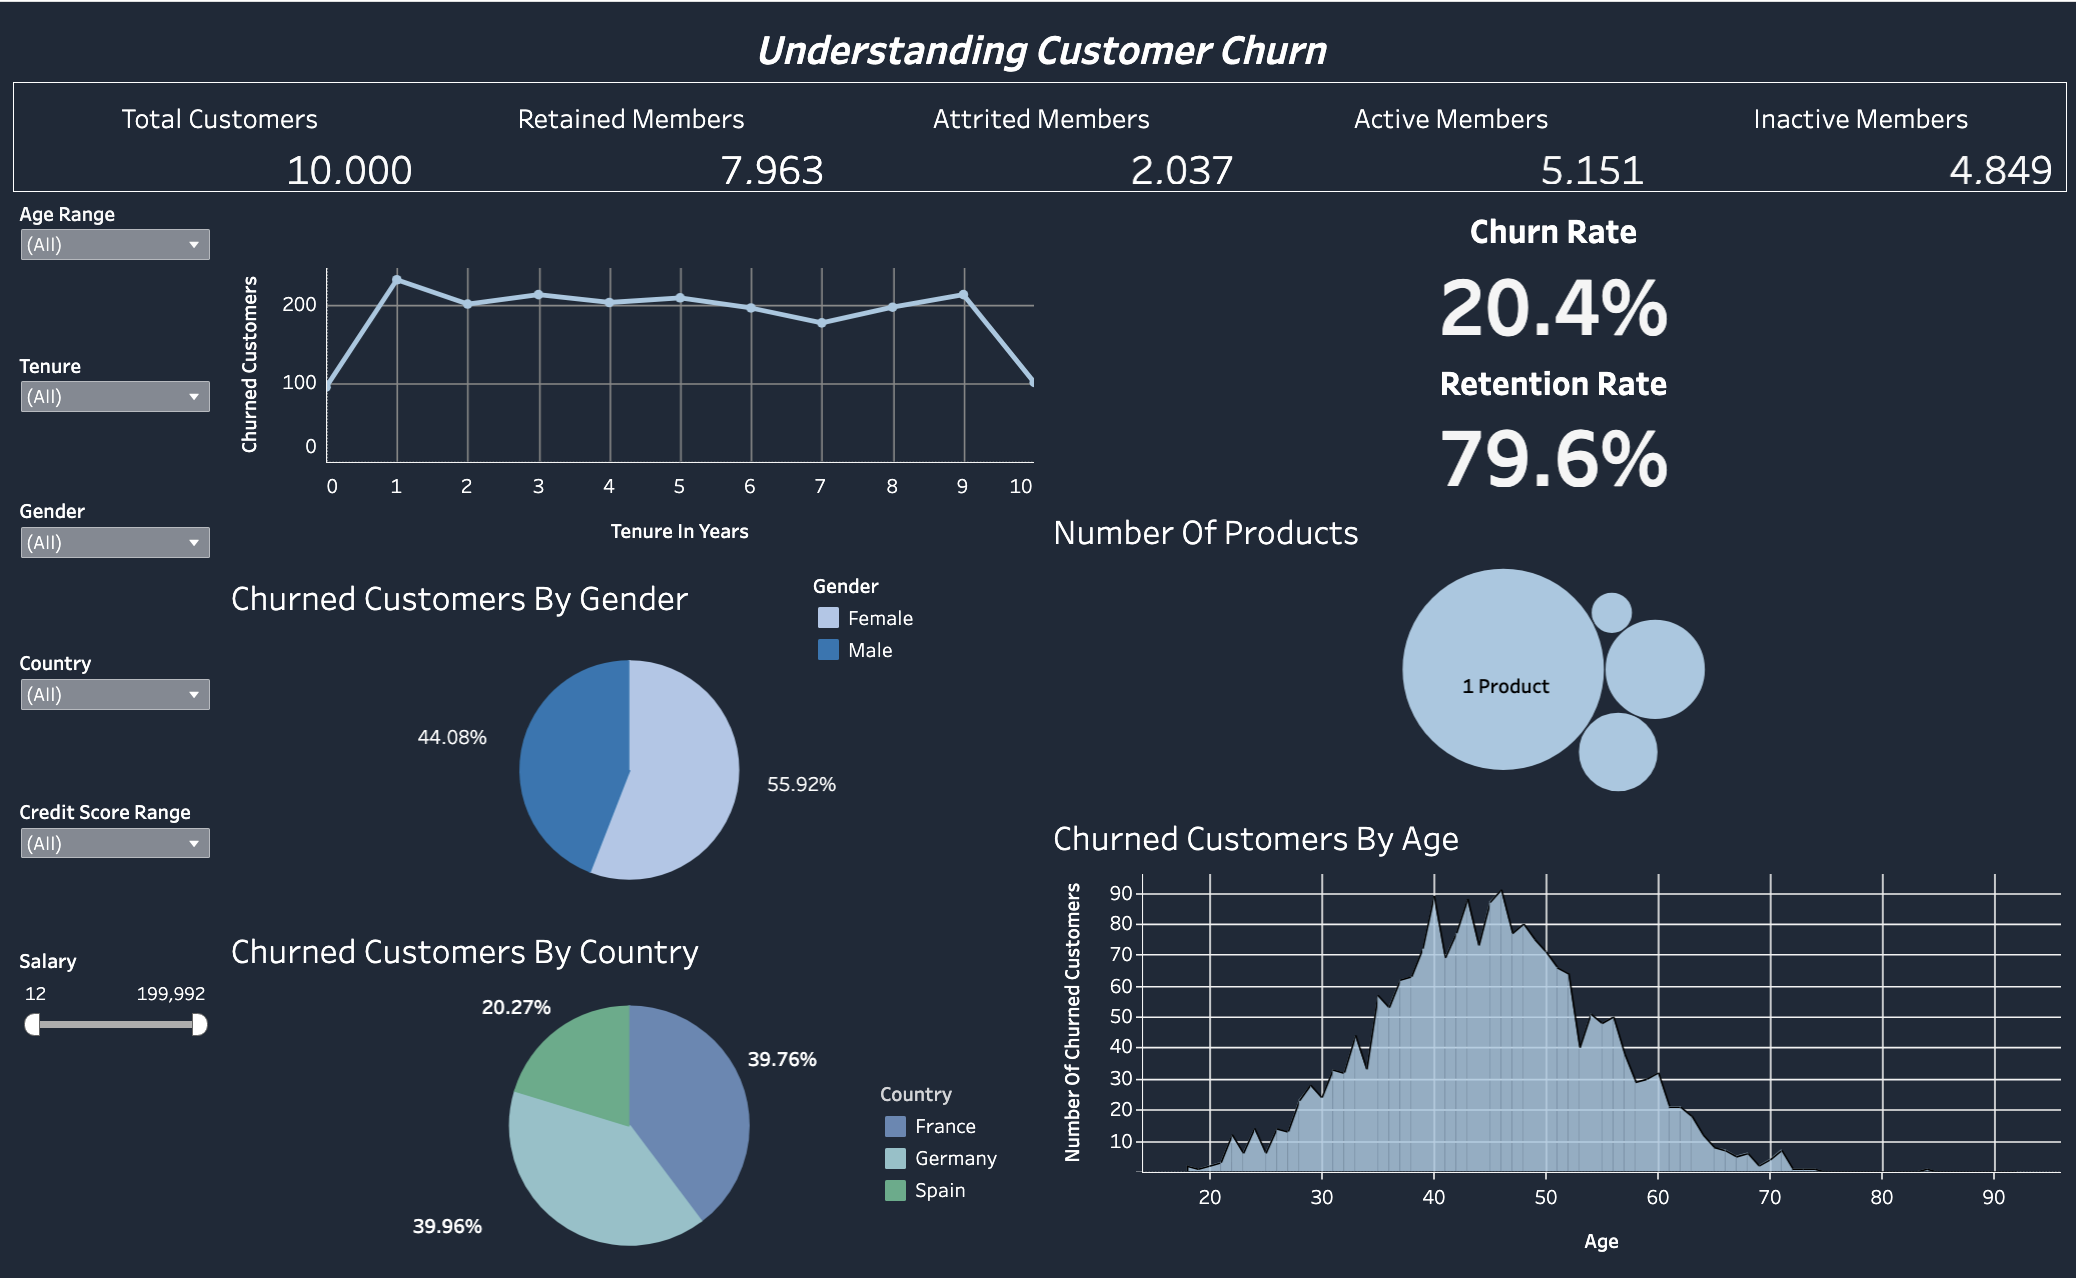 Understanding Customer Churn
Total Customers
10,000
Retained Members
7,963
Attrited Members
2,037
Active Members
5,151
Inactive Members
4,849
Age Range
(All)
Tenure
(All)
Gender
(All)
Country
(All)
Credit Score Range
(All)
Salary
12 199,992
Churned Customers
200
100
0
0 1 2 3 4 5 6 7 8 9 10
Tenure In Years
Churn Rate
20.4%
Retention Rate
79.6%
Churned Customers By Gender
Gender
Female
Male
44.08%
55.92%
Number Of Products
1 Product
Churned Customers By Country
20.27%
39.76%
39.96%
Country
France
Germany
Spain
Churned Customers By Age
Number Of Churned Customers
90
80
70
60
50
40
30
20
10
20 30 40 50 60 70 80 90
Age